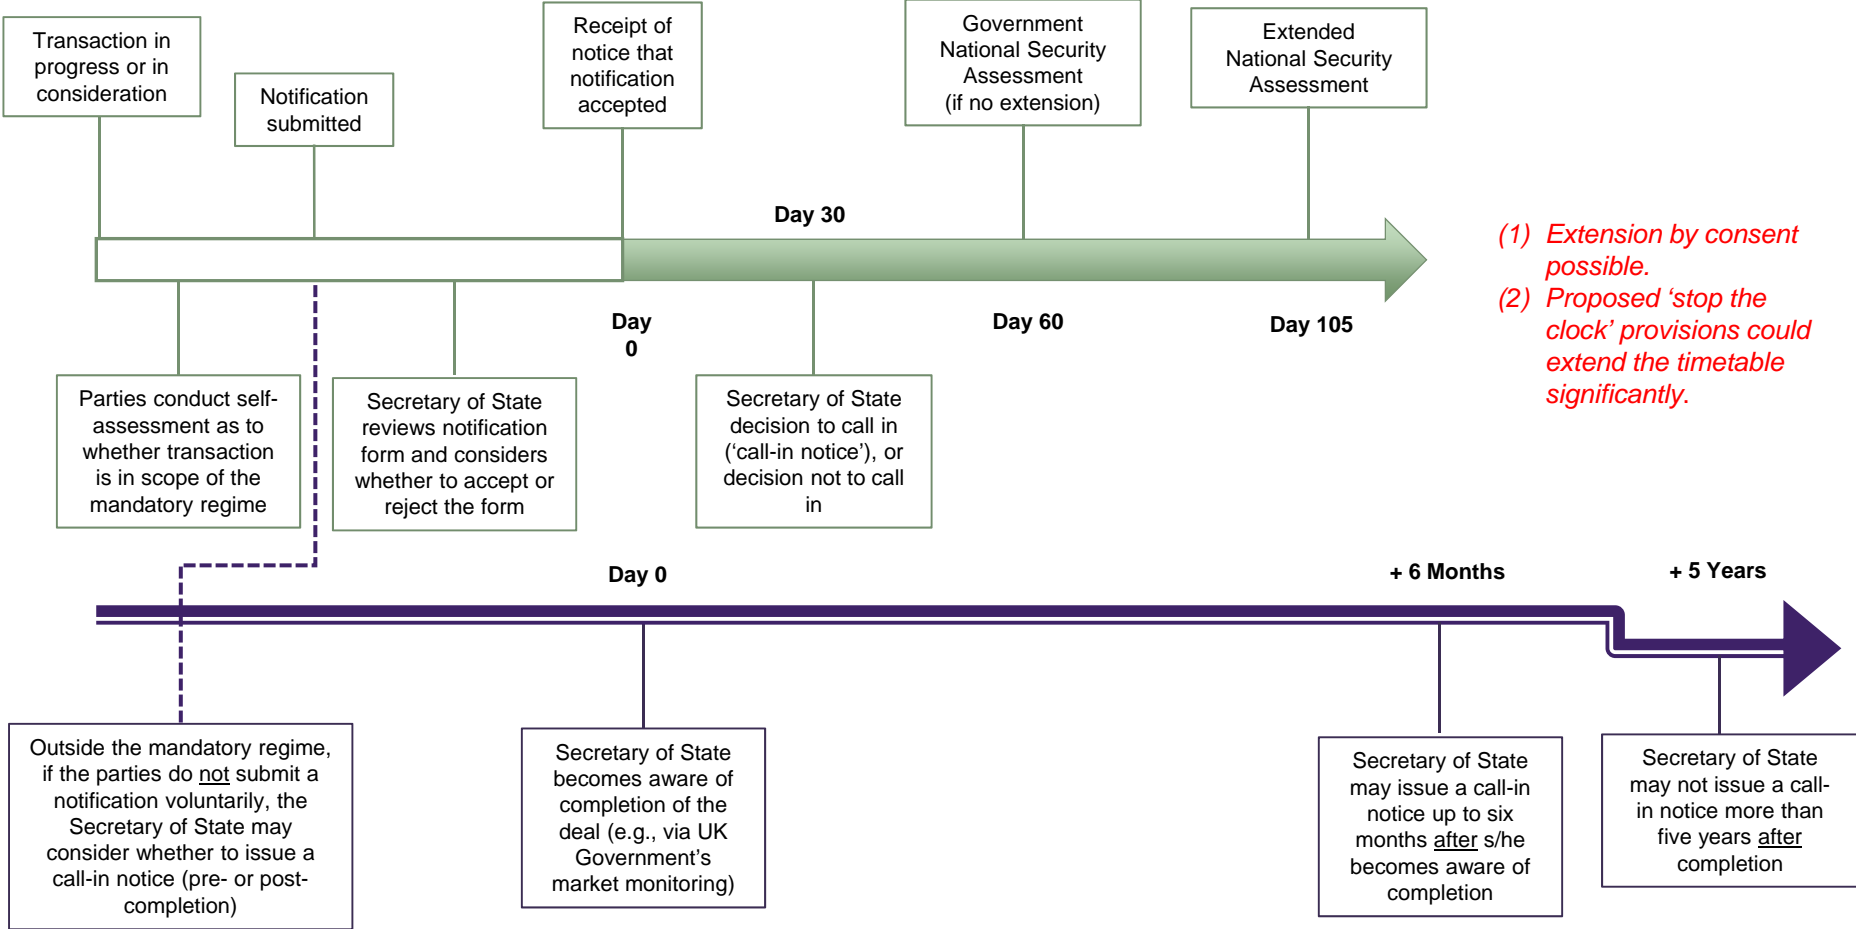 Transaction in
progress or in
consideration
Notification
submitted
Receipt of
notice that
notification
accepted
Government
National Security
Assessment
(if no extension)
Extended
National Security
Assessment
Day 30
Day
0
Day 60
Day 105
(1) Extension by consent
possible.
(2) Proposed ‘stop the
clock’ provisions could
extend the timetable
significantly.
Parties conduct self-
assessment as to
whether transaction
is in scope of the
mandatory regime
Secretary of State
reviews notification
form and considers
whether to accept or
reject the form
Secretary of State
decision to call in
(‘call-in notice’), or
decision not to call
in
Day 0
+ 6 Months
+ 5 Years
Outside the mandatory regime,
if the parties do not submit a
notification voluntarily, the
Secretary of State may
consider whether to issue a
call-in notice (pre- or post-
completion)
Secretary of State
becomes aware of
completion of the
deal (e.g., via UK
Government’s
market monitoring)
Secretary of State
may issue a call-in
notice up to six
months after s/he
becomes aware of
completion
Secretary of State
may not issue a call-
in notice more than
five years after
completion